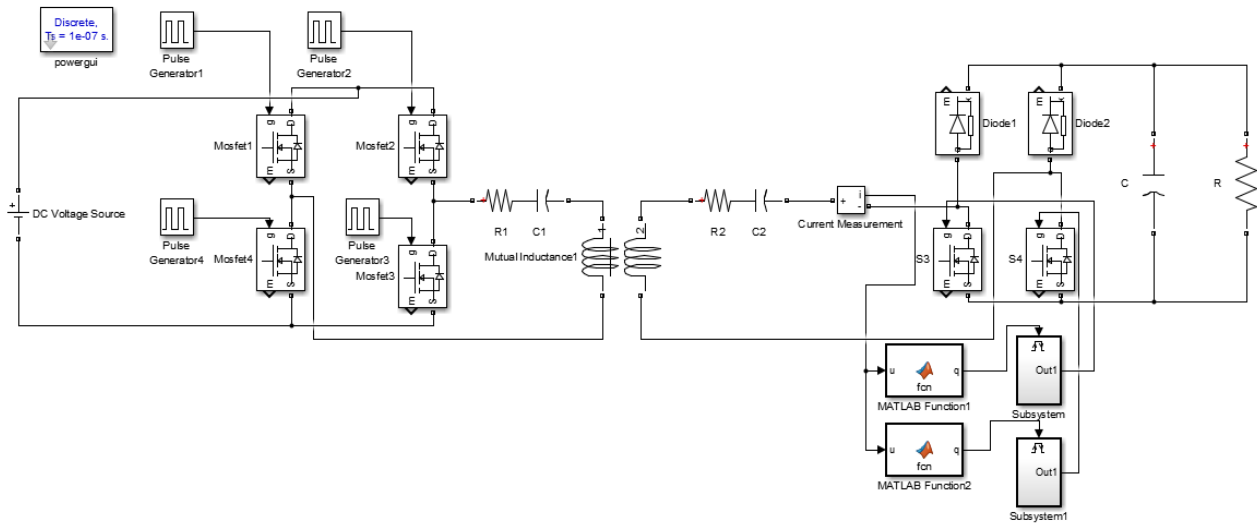 Discrete,
Ts = 1e-07 s.
powergui
Pulse
Generator1
Pulse
Generator2
g
D
m
S
Mosfet1
g
D
m
S
Mosfet2
+
DC Voltage Source
Pulse
Generator4
g
D
m
S
Mosfet4
Pulse
Generator3
g
D
m
S
Mosfet3
+
R1
C1
1
2
Mutual Inductance1
+
R2
C2
+
-
i
Current Measurement
m
k
a
Diode1
m
k
a
Diode2
g
D
m
S
S3
g
D
m
S
S4
+
C
+
R
u
fcn
q
MATLAB Function1
Out1
Subsystem
u
fcn
q
MATLAB Function2
Out1
Subsystem1